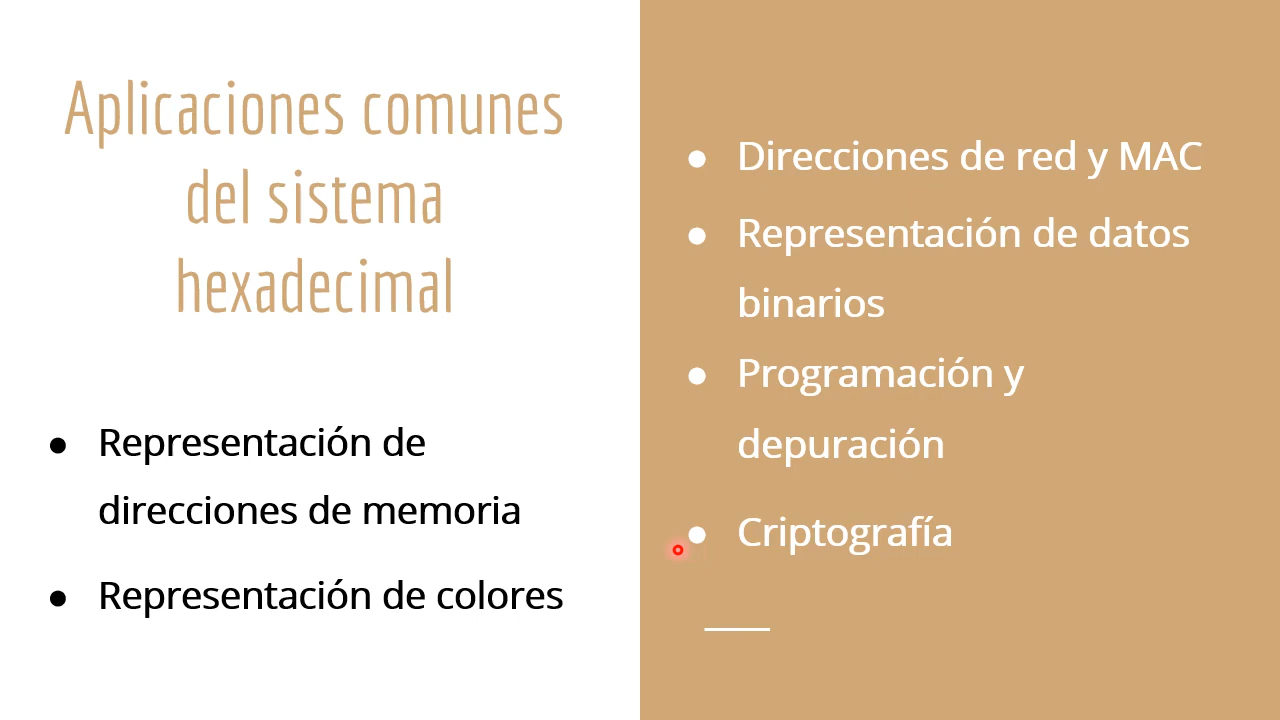 Aplicaciones comunes
del sistema
hexadecimal
● Representación de
direcciones de memoria
● Representación de colores
● Direcciones de red y MAC
● Representación de datos
binarios
● Programación y
depuración
● Criptografía